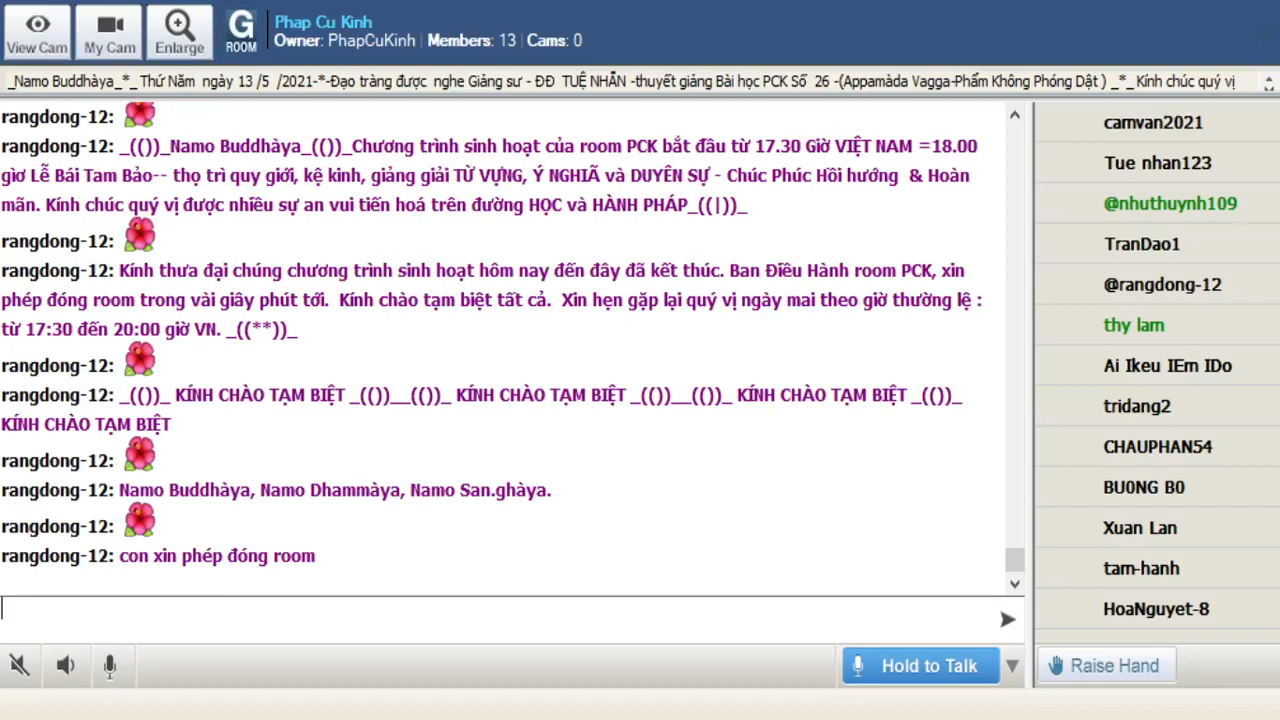 View Cam
My Cam
Enlarge
G
ROOM
Phap Cu Kinh
Owner: PhapCuKinh | Members: 13 | Cams: 0
_Namo Buddhàya_*_ Thứ Năm ngày 13 /5 /2021-*-Đạo tràng được nghe Giảng sư - ĐĐ TUỆ NHẪN -thuyết giảng Bài học PCK Số 26 -(Appamàda Vagga-Phẩm Không Phóng Dật ) _*_ Kính chúc quý vị
rangdong-12:
rangdong-12: _(())_Namo Buddhàya_(())_Chương trình sinh hoạt của room PCK bắt đầu từ 17.30 Giờ VIỆT NAM =18.00
giờ Lễ Bái Tam Bảo-- thọ trì quy giới, kệ kinh, giảng giải TỪ VỰNG, Ý NGHIÃ và DUYÊN SỰ - Chúc Phúc Hồi hướng & Hoàn
mãn. Kính chúc quý vị được nhiều sự an vui tiến hoá trên đường HỌC và HÀNH PHÁP_((|))_
rangdong-12:
rangdong-12: Kính thưa đại chúng chương trình sinh hoạt hôm nay đến đây đã kết thúc. Ban Điều Hành room PCK, xin
phép đóng room trong vài giây phút tới. Kính chào tạm biệt tất cả. Xin hẹn gặp lại quý vị ngày mai theo giờ thường lệ :
từ 17:30 đến 20:00 giờ VN. _((**))_
rangdong-12:
rangdong-12: _(())_ KÍNH CHÀO TẠM BIỆT _(())__(())_ KÍNH CHÀO TẠM BIỆT _(())__(())_ KÍNH CHÀO TẠM BIỆT _(())_
KÍNH CHÀO TẠM BIỆT
rangdong-12:
rangdong-12: Namo Buddhàya, Namo Dhammàya, Namo San.ghàya.
rangdong-12:
rangdong-12: con xin phép đóng room
Hold to Talk
camvan2021
Tue nhan123
@nhuthuynh109
TranDao1
@rangdong-12
thy lam
Ai Ikeu IEm IDo
tridang2
CHAUPHAN54
BU0NG B0
Xuan Lan
tam-hanh
HoaNguyet-8
Raise Hand